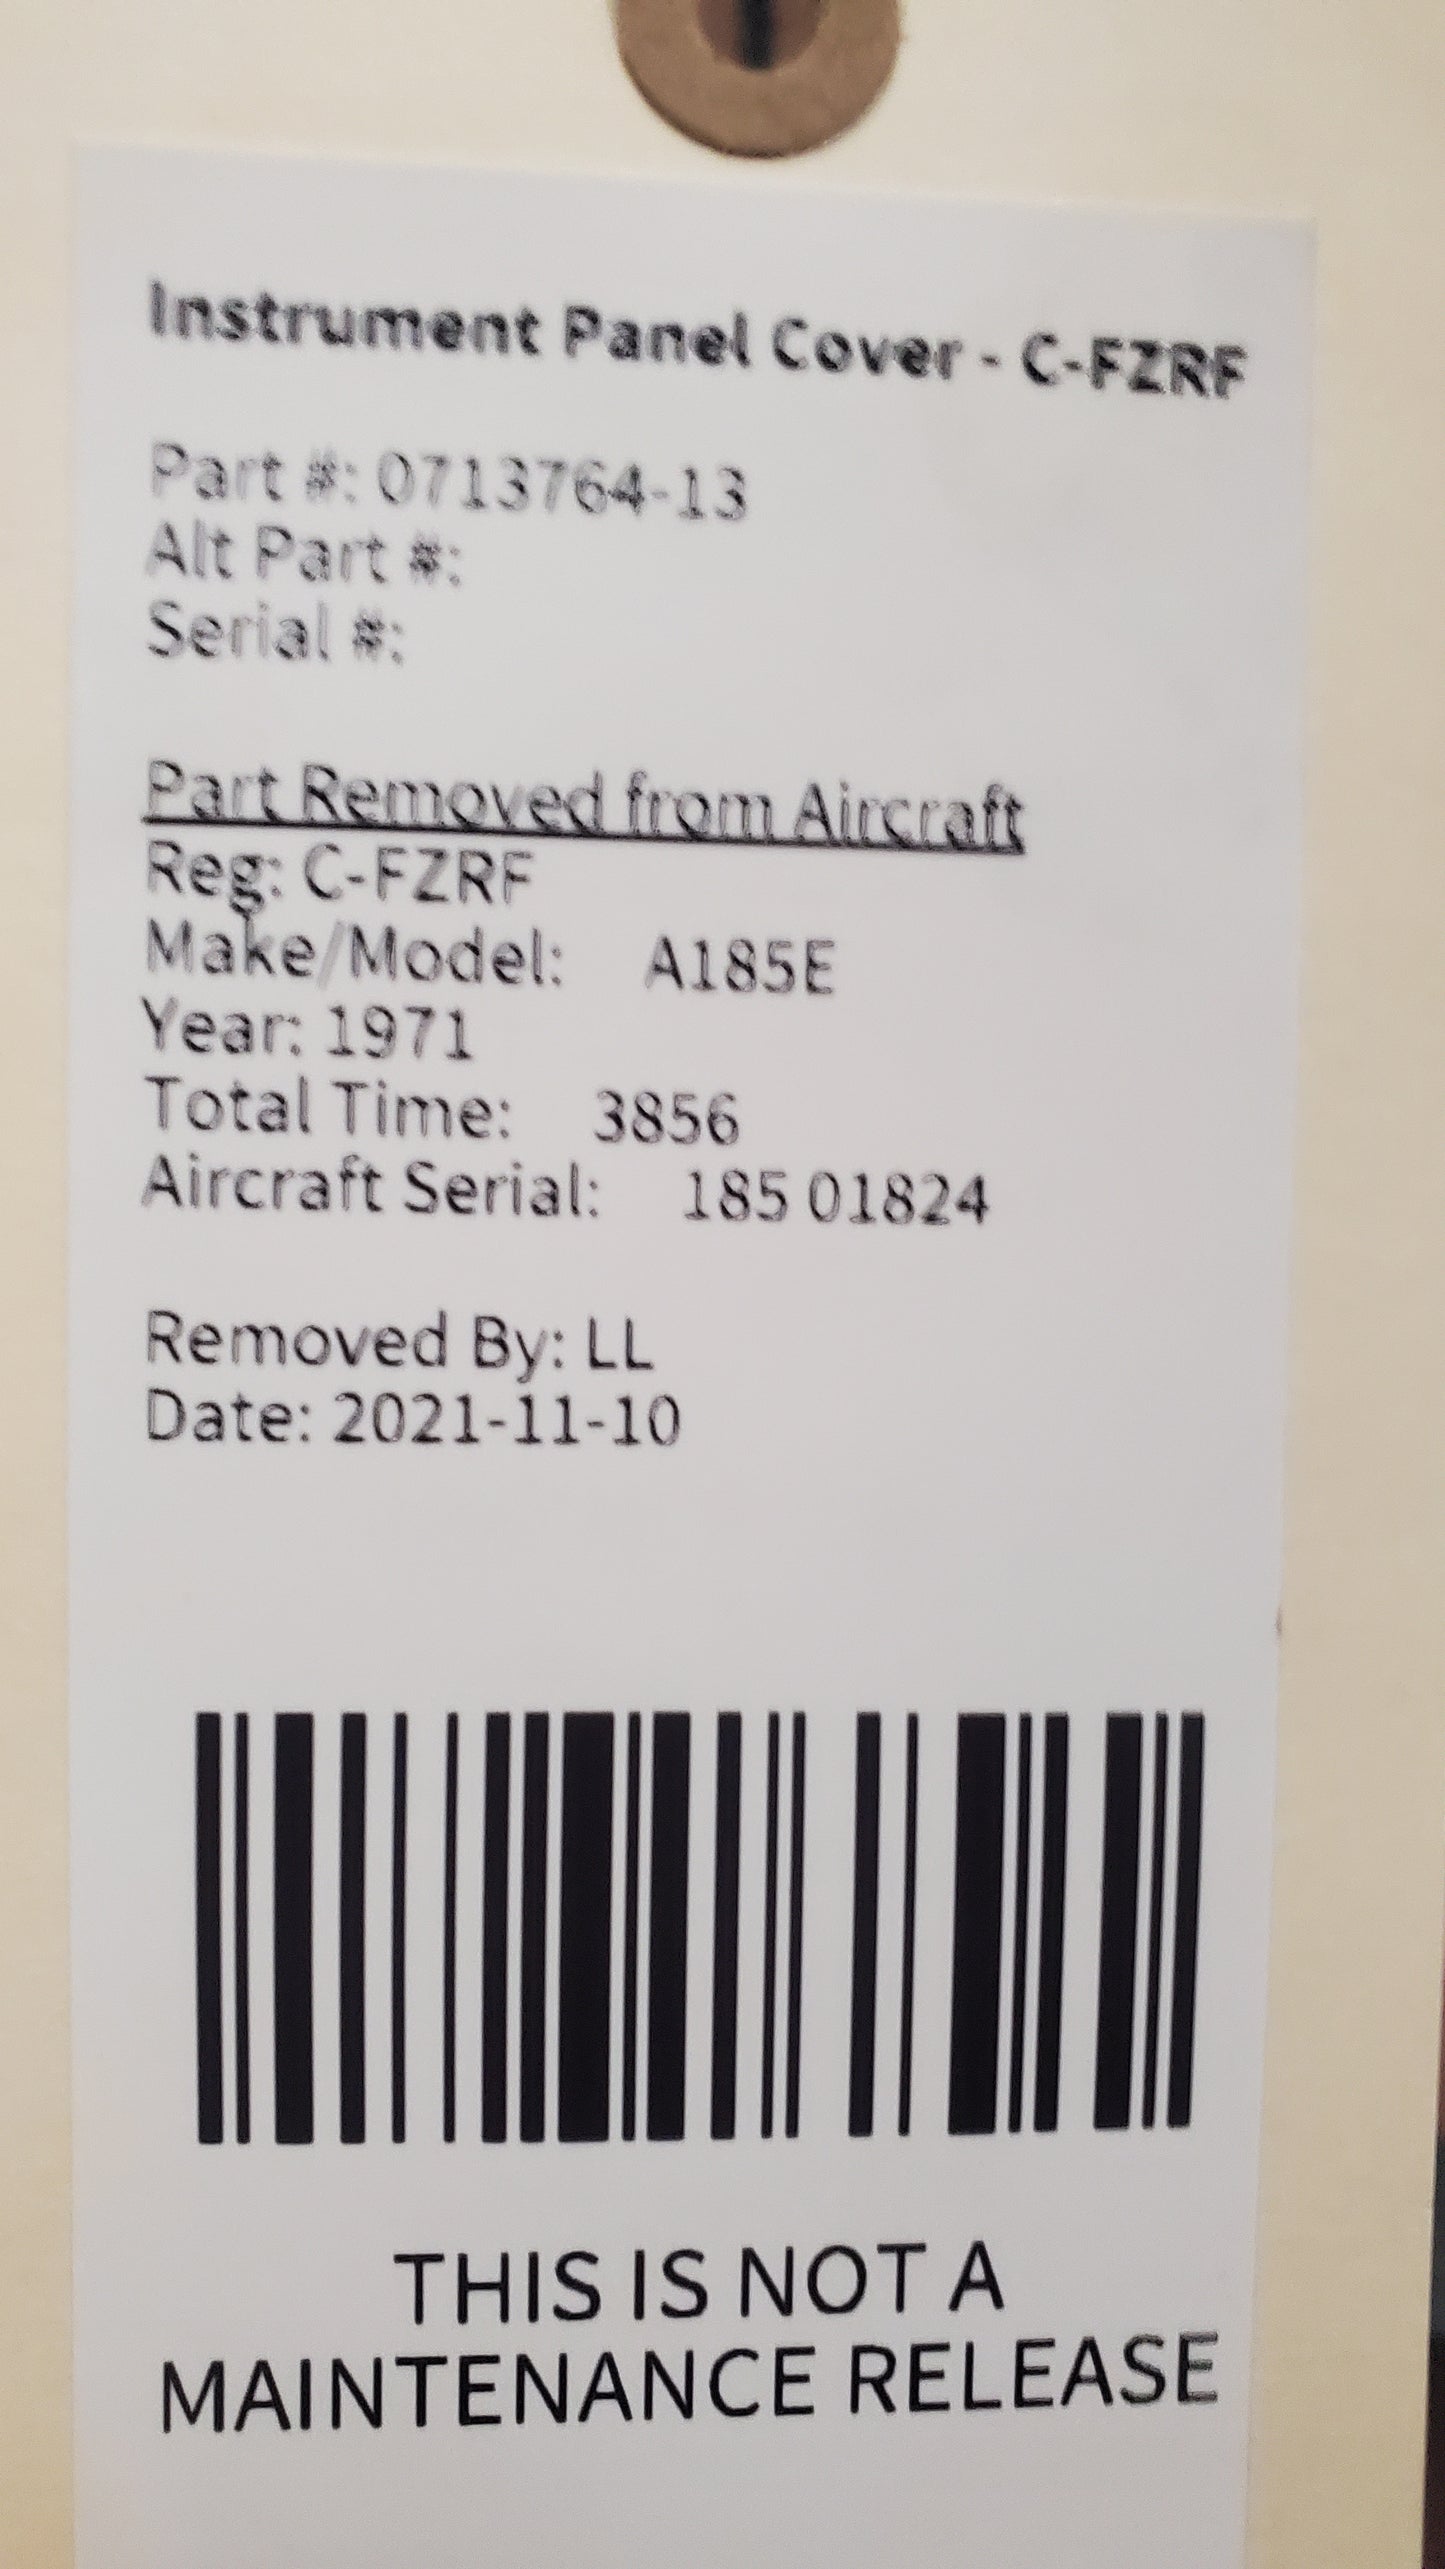 Instrument Panel Cover - C-FZRF
Part #: 0713764-13
Alt Part #:
Serial #:
Part Removed from Aircraft
Reg: C-FZRF
Make/Model: A185E
Year: 1971
Total Time: 3856
Aircraft Serial: 185 01824
Removed By: LL
Date: 2021-11-10
THIS IS NOT A
MAINTENANCE RELEASE